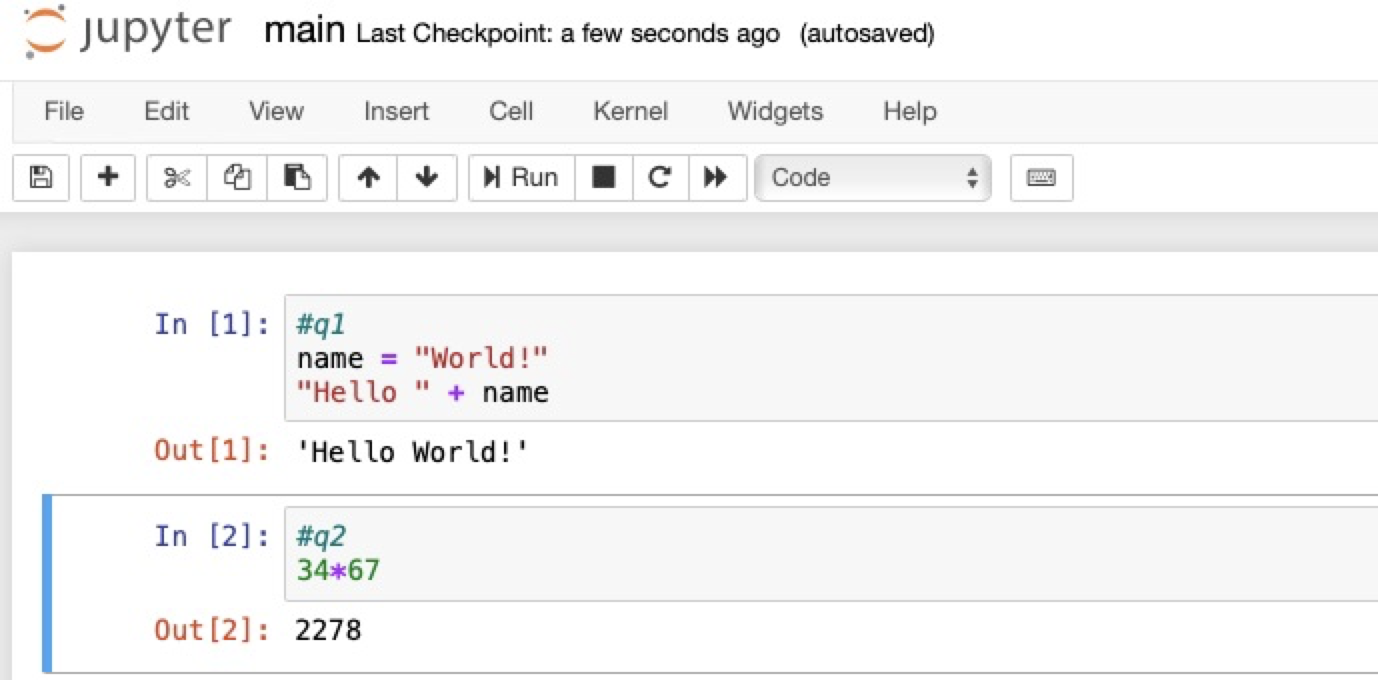 jupyter main Last Checkpoint: a few seconds ago (autosaved)
File Edit View Insert Cell Kernel Widgets Help
Run Code
In [1]: #q1
name = "World!"
"Hello " + name
Out[1]: 'Hello World!'
In [2]: #q2
34*67
Out[2]: 2278